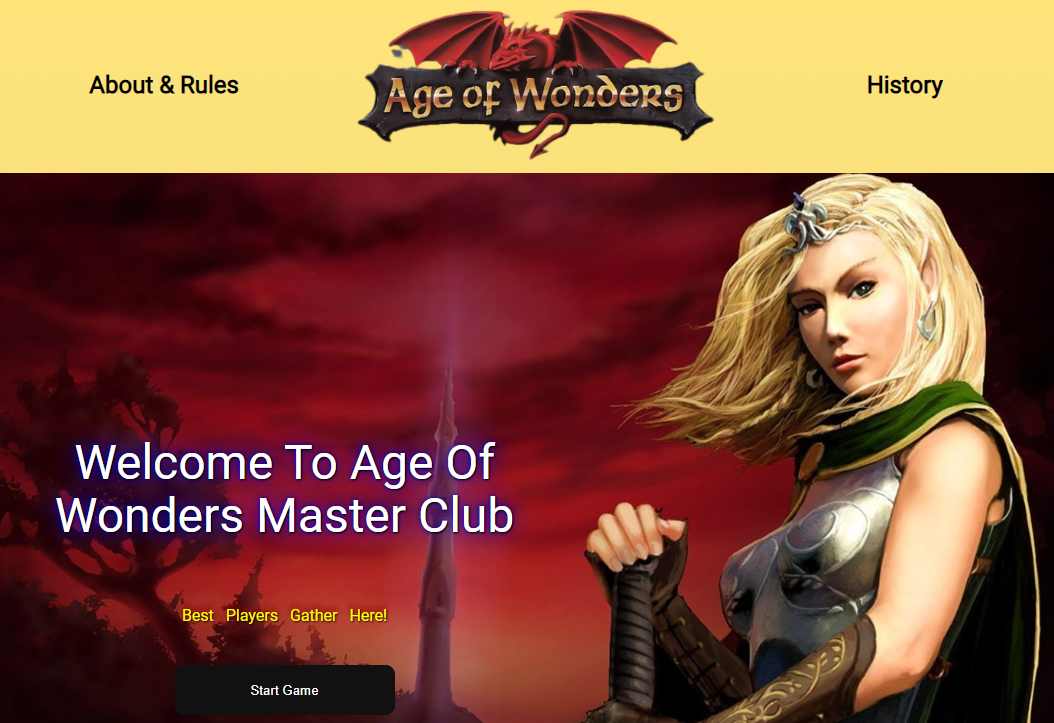 About & Rules
Age of Wonders
History
Welcome To Age Of
Wonders Master Club
Best Players Gather Here!
Start Game